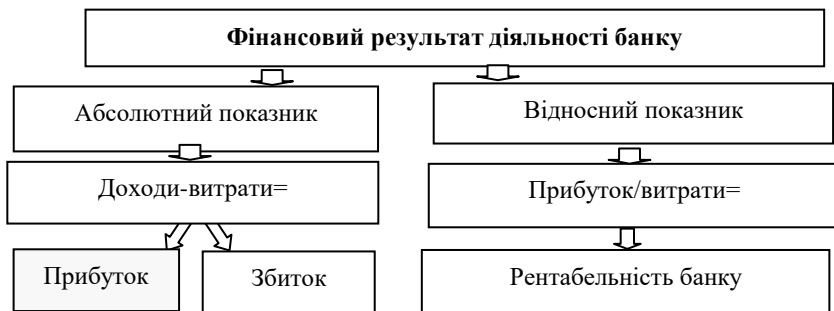 Фінансовий результат діяльності банку
Абсолютний показник
Відносний показник
Доходи-витрати=
Прибуток/витрати=
Прибуток
Збиток
Рентабельність банку